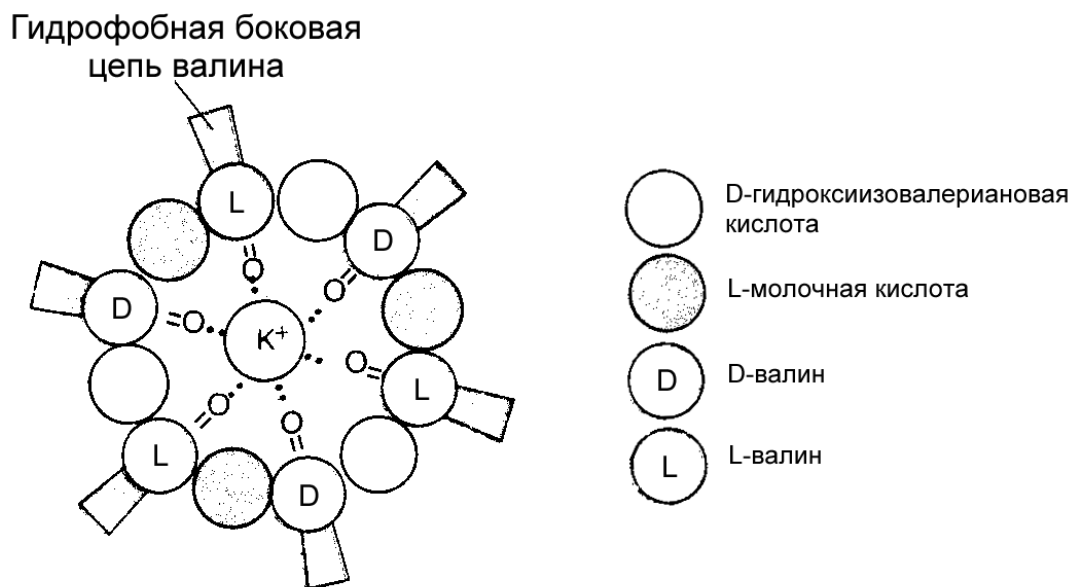 Гидрофобная боковая
цепь валина
L
D
O
O
D
O
K⁺
O
L
O
O
L
D
D-гидроксиизовалериановая
кислота
L-молочная кислота
D
D-валин
L
L-валин